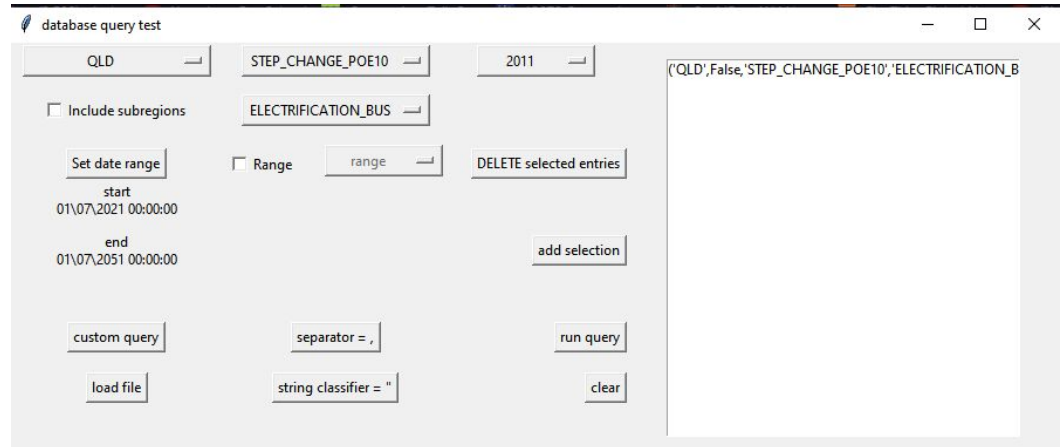 database query test
QLD
STEP_CHANGE_POE10
2011
Include subregions
ELECTRIFICATION_BUS
Set date range
Range
range
DELETE selected entries
start
01\07\2021 00:00:00
end
01\07\2051 00:00:00
add selection
custom query
separator = ,
run query
load file
string classifier = "
clear
('QLD',False,'STEP_CHANGE_POE10','ELECTRIFICATION_B